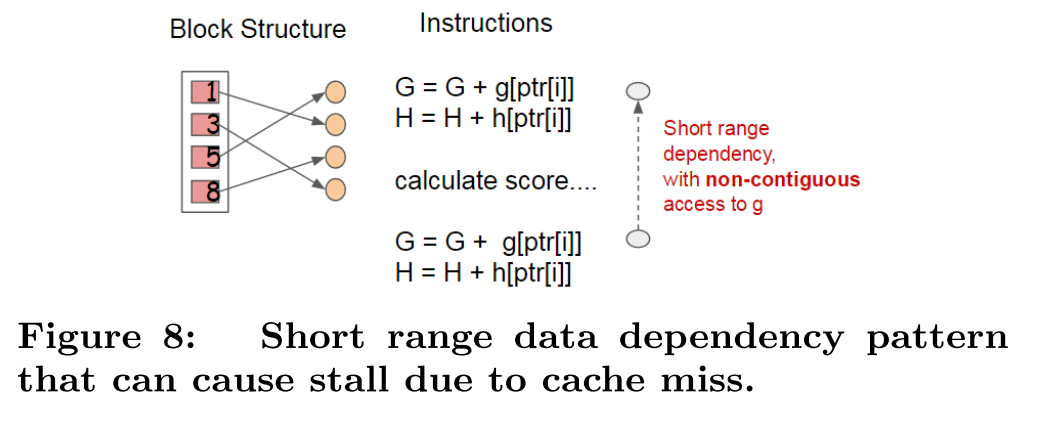 Block Structure
Instructions
1
3
5
8
G = G + g[ptr[i]]
H = H + h[ptr[i]]
calculate score....
G = G +  g[ptr[i]]
H = H + h[ptr[i]]
Short range
dependency,
with non-contiguous
access to g
Figure 8: Short range data dependency pattern
that can cause stall due to cache miss.